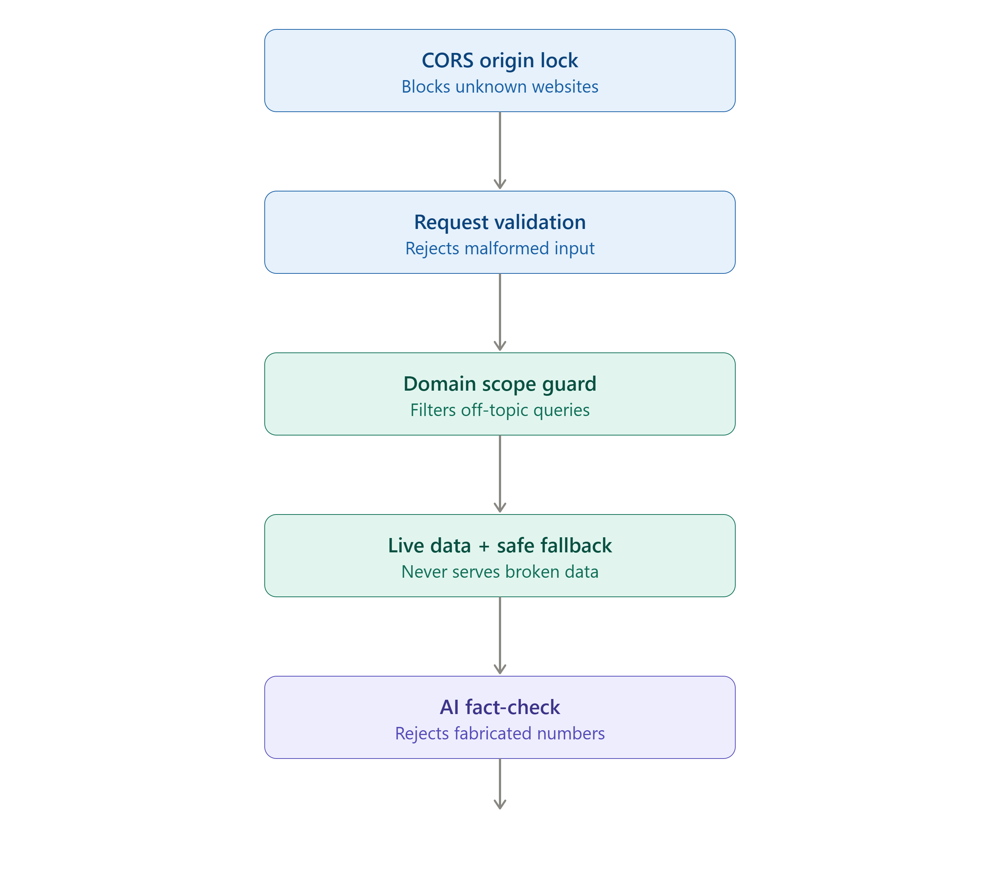 CORS origin lock
Blocks unknown websites
Request validation
Rejects malformed input
Domain scope guard
Filters off-topic queries
Live data + safe fallback
Never serves broken data
AI fact-check
Rejects fabricated numbers